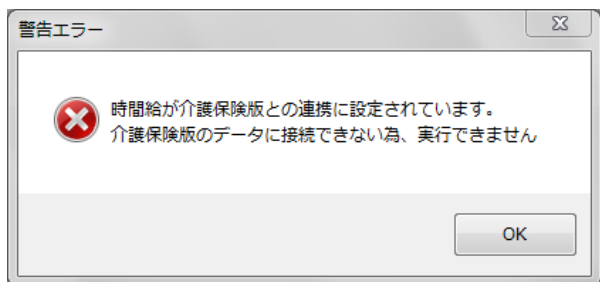 警告エラー
時間給が介護保険版との連携に設定されています。
介護保険版のデータに接続できない為、実行できません
OK